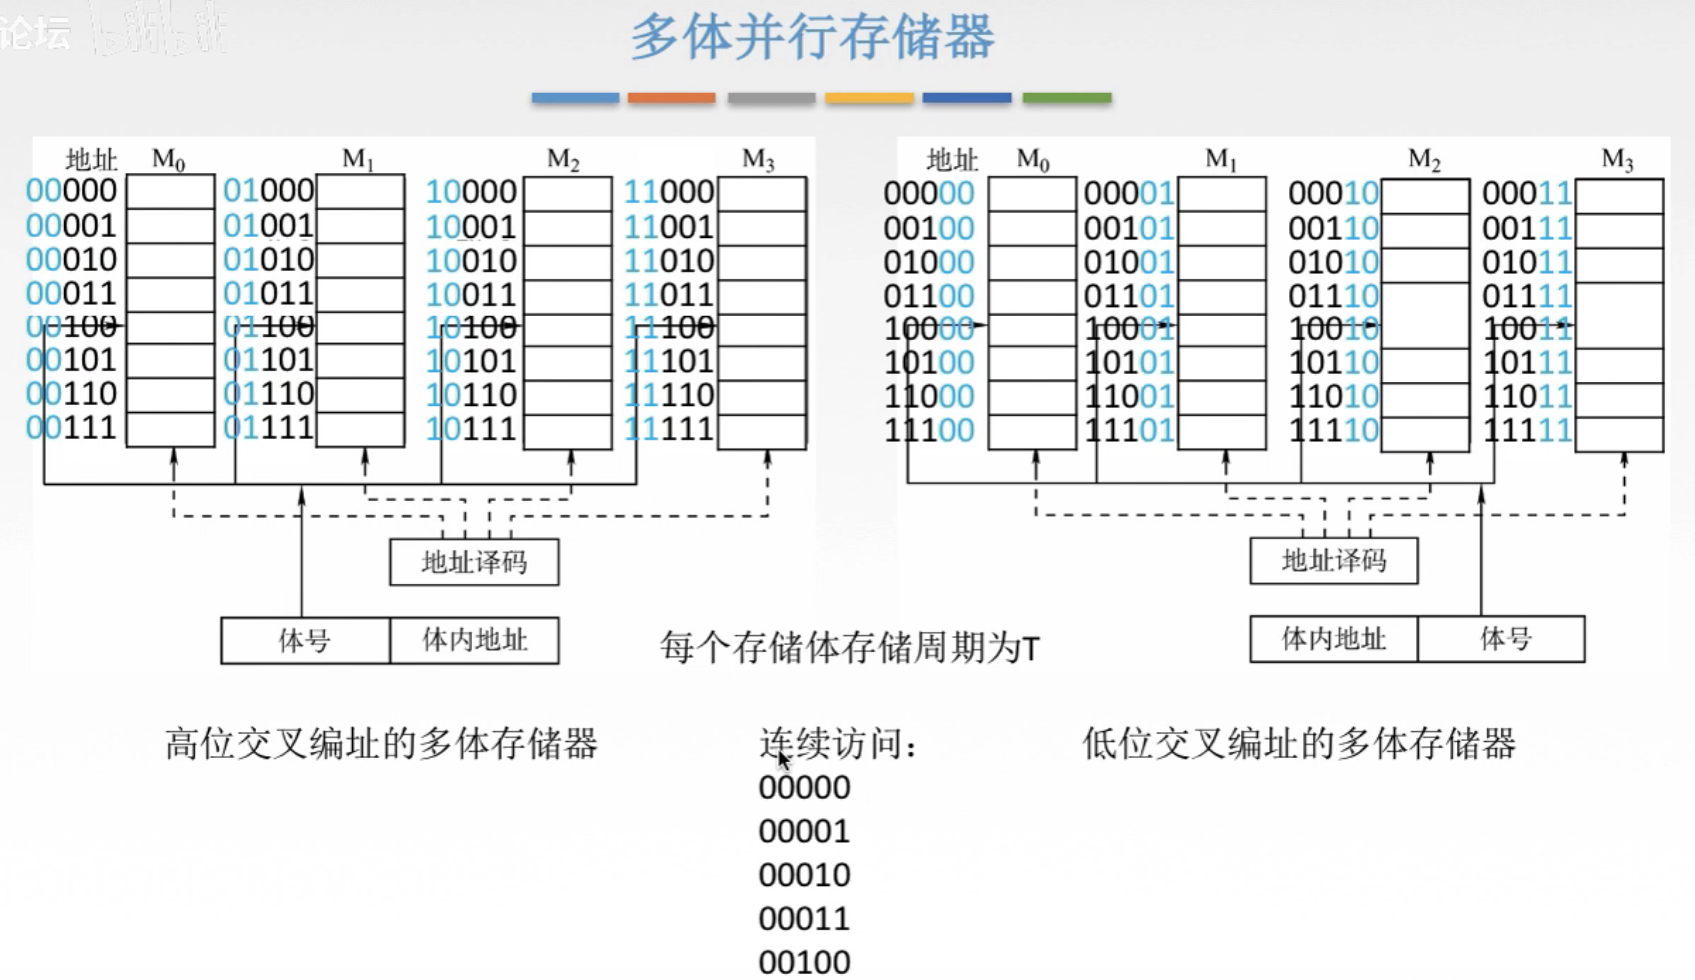 论坛 bilibili
多体并行存储器
地址 M0 M1 M2 M3
00000 01000 10000 11000
00001 01001 10001 11001
00010 01010 10010 11010
00011 01011 10011 11011
00100 01100 10100 11100
00101 01101 10101 11101
00110 01110 10110 11110
00111 01111 10111 11111
地址译码
体号 体内地址
高位交叉编址的多体存储器
地址 M0 M1 M2 M3
00000 00001 00010 00011
00100 00101 00110 00111
01000 01001 01010 01011
01100 01101 01110 01111
10000 10001 10010 10011
10100 10101 10110 10111
11000 11001 11010 11011
11100 11101 11110 11111
地址译码
体内地址 体号
低位交叉编址的多体存储器
每个存储体存储周期为T
连续访问：
00000
00001
00010
00011
00100